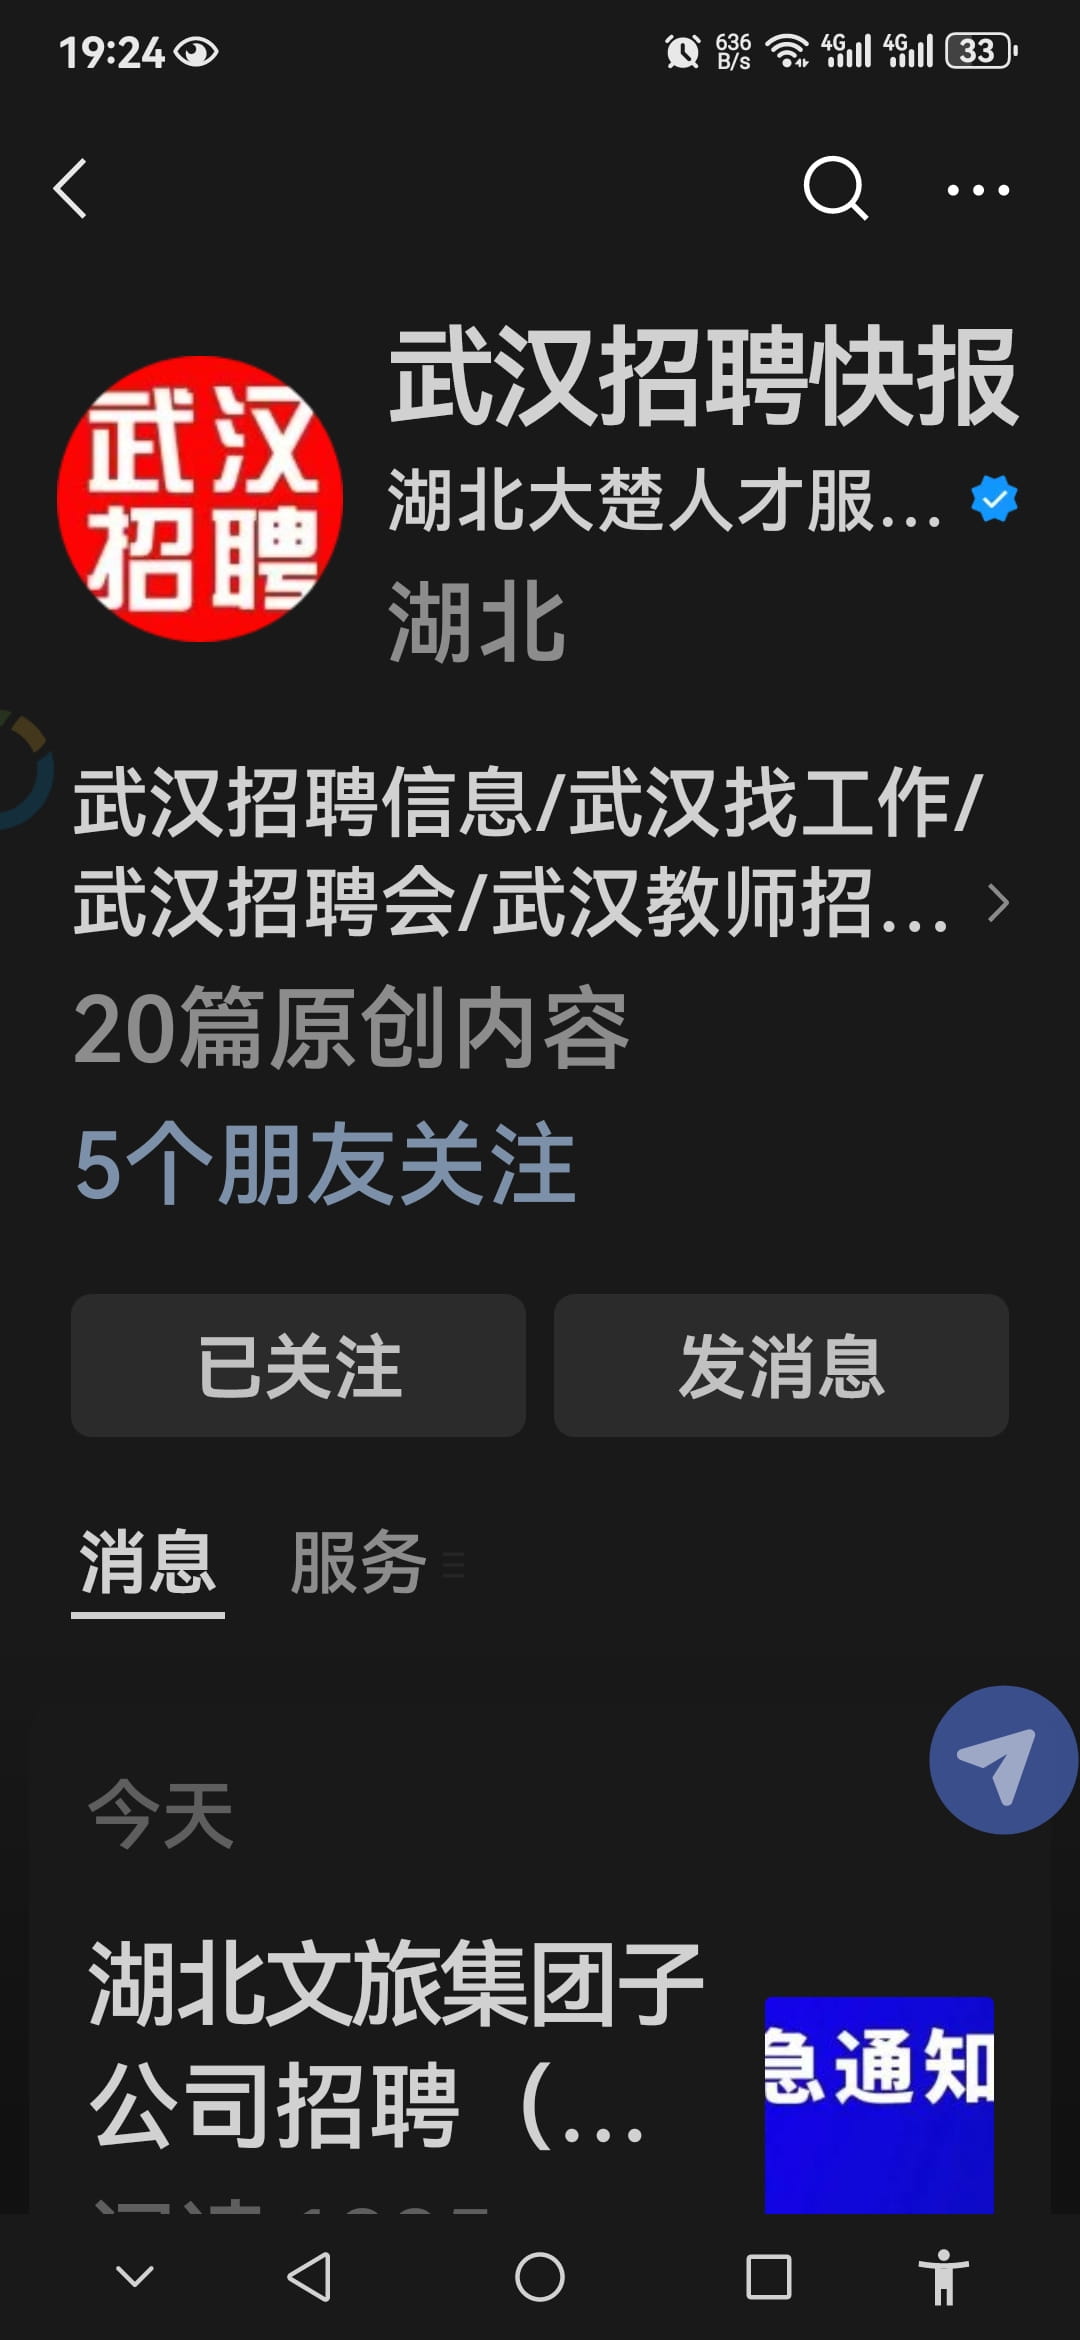 19:24
636
B/s
4G
4G
33
武汉
招聘
武汉招聘快报
湖北大楚人才服...
湖北
武汉招聘信息/武汉找工作/
武汉招聘会/武汉教师招...
20篇原创内容
5个朋友关注
已关注
发消息
消息
服务
今天
湖北文旅集团子
公司招聘（...
急通知